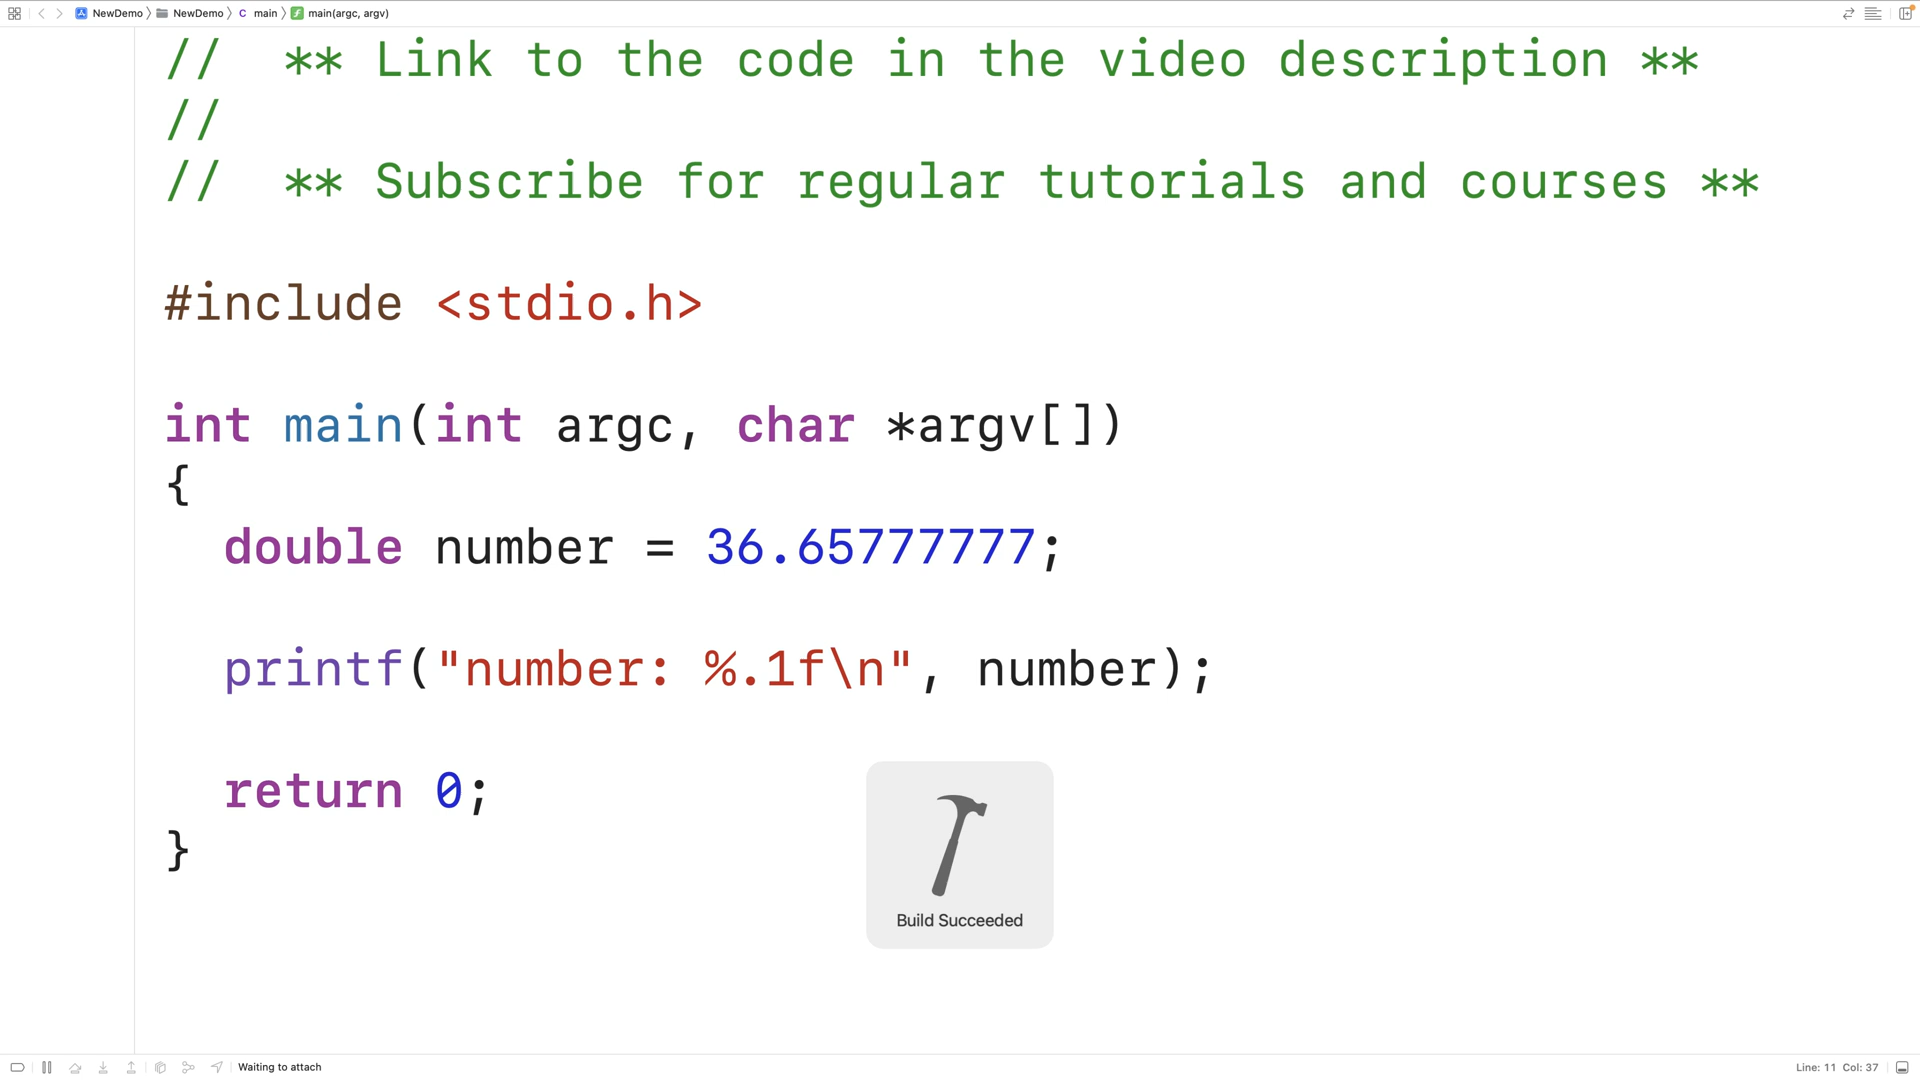 NewDemo NewDemo C main main(argc, argv)
// ** Link to the code in the video description **
//
// ** Subscribe for regular tutorials and courses **
#include <stdio.h>
int main(int argc, char *argv[])
{
double number = 36.65777777;
printf("number: %.1f\n", number);
return 0;
}
Build Succeeded
Waiting to attach
Line: 11 Col: 37